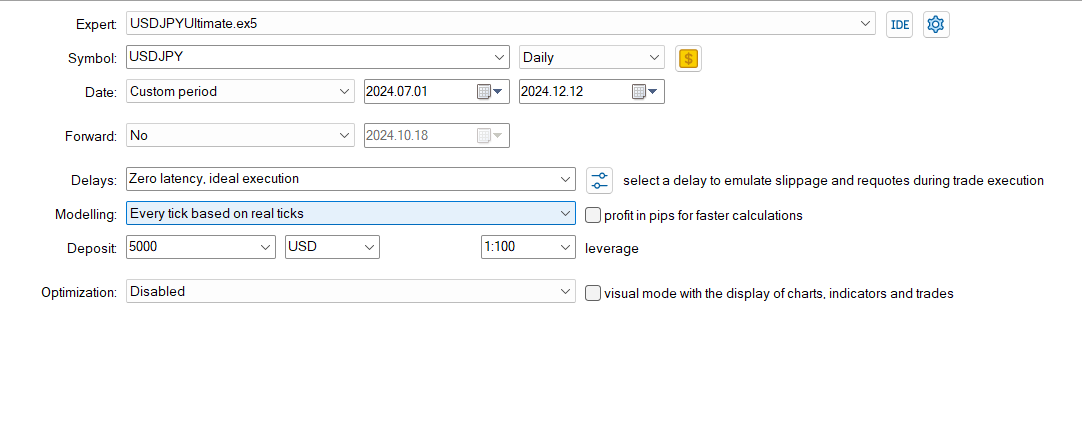 Expert: USDJPYUltimate.ex5 IDE
Symbol: USDJPY Daily $
Date: Custom period 2024.07.01 2024.12.12
Forward: No 2024.10.18
Delays: Zero latency, ideal execution select a delay to emulate slippage and requotes during trade execution
Modelling: Every tick based on real ticks profit in pips for faster calculations
Deposit: 5000 USD 1:100 leverage
Optimization: Disabled visual mode with the display of charts, indicators and trades